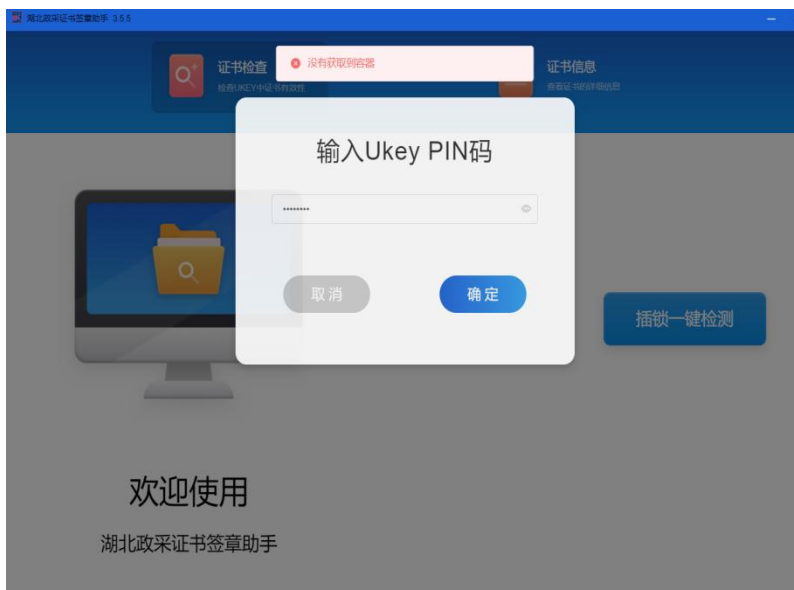 湖北政采证书签章助手 3.5.5
证书检查
检查UKEY中证书有效性
没有获取到容器
证书信息
查看证书的详细信息
输入Ukey PIN码
••••••••
取消
确定
插锁一键检测
欢迎使用
湖北政采证书签章助手